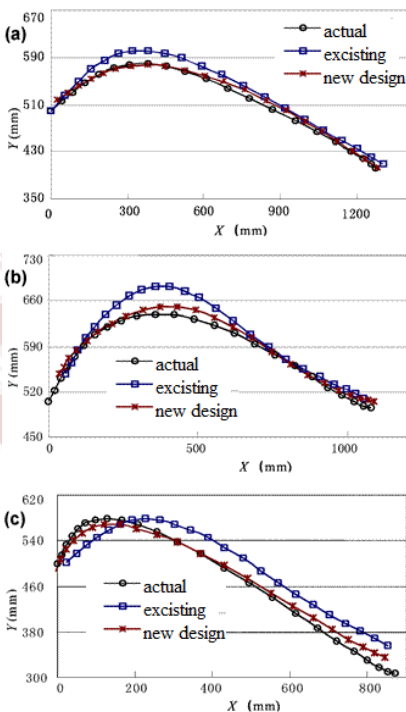 (a)
670
590
510
430
350
Y (mm)
actual
excisting
new design
0
300
600
900
1200
X (mm)
(b)
730
660
590
520
450
Y (mm)
actual
excisting
new design
0
500
1000
X (mm)
(c)
620
540
460
380
300
Y (mm)
actual
excisting
new design
0
200
400
600
800
X (mm)